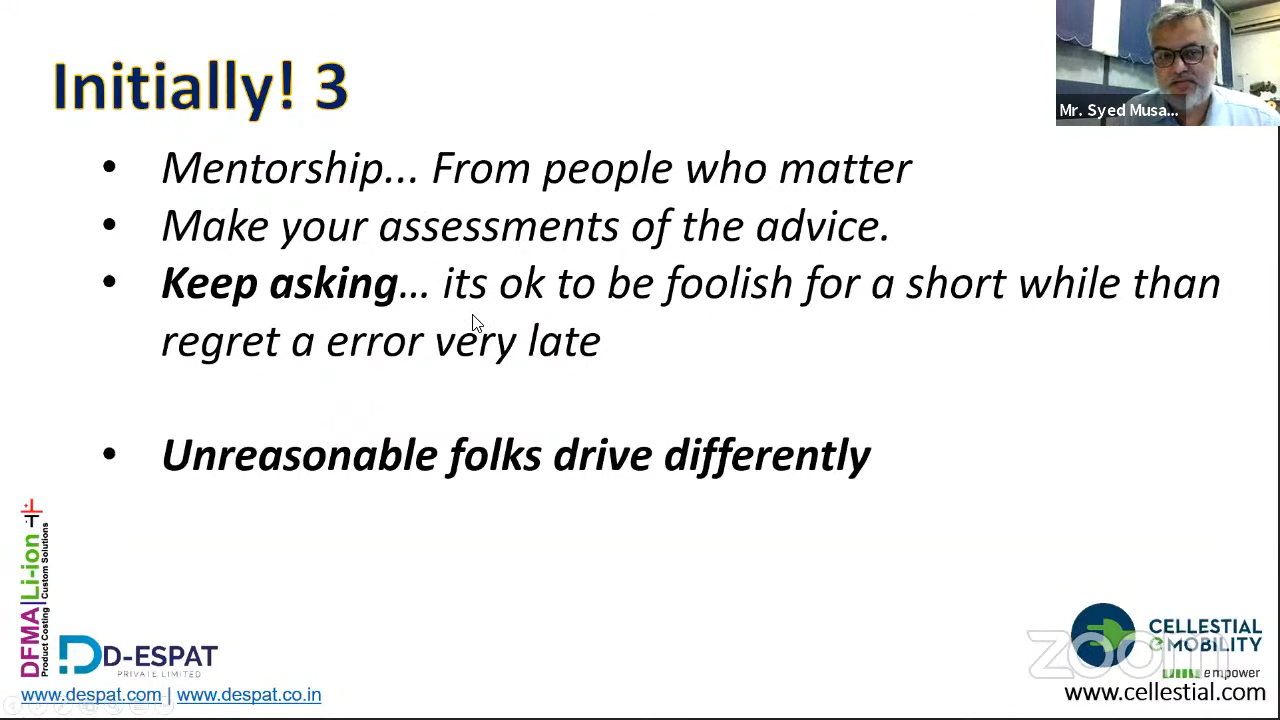 Initially! 3
Mr. Syed Musa...
• Mentorship... From people who matter
• Make your assessments of the advice.
• Keep asking… its ok to be foolish for a short while than
regret a error very late
• Unreasonable folks drive differently
DFMA|Li-ion
Product Costing Custom Solutions
D-ESPAT
PRIVATE LIMITED
www.despat.com | www.despat.co.in
CELLESTIAL
eMOBILITY
zoom
empower
www.cellestial.com